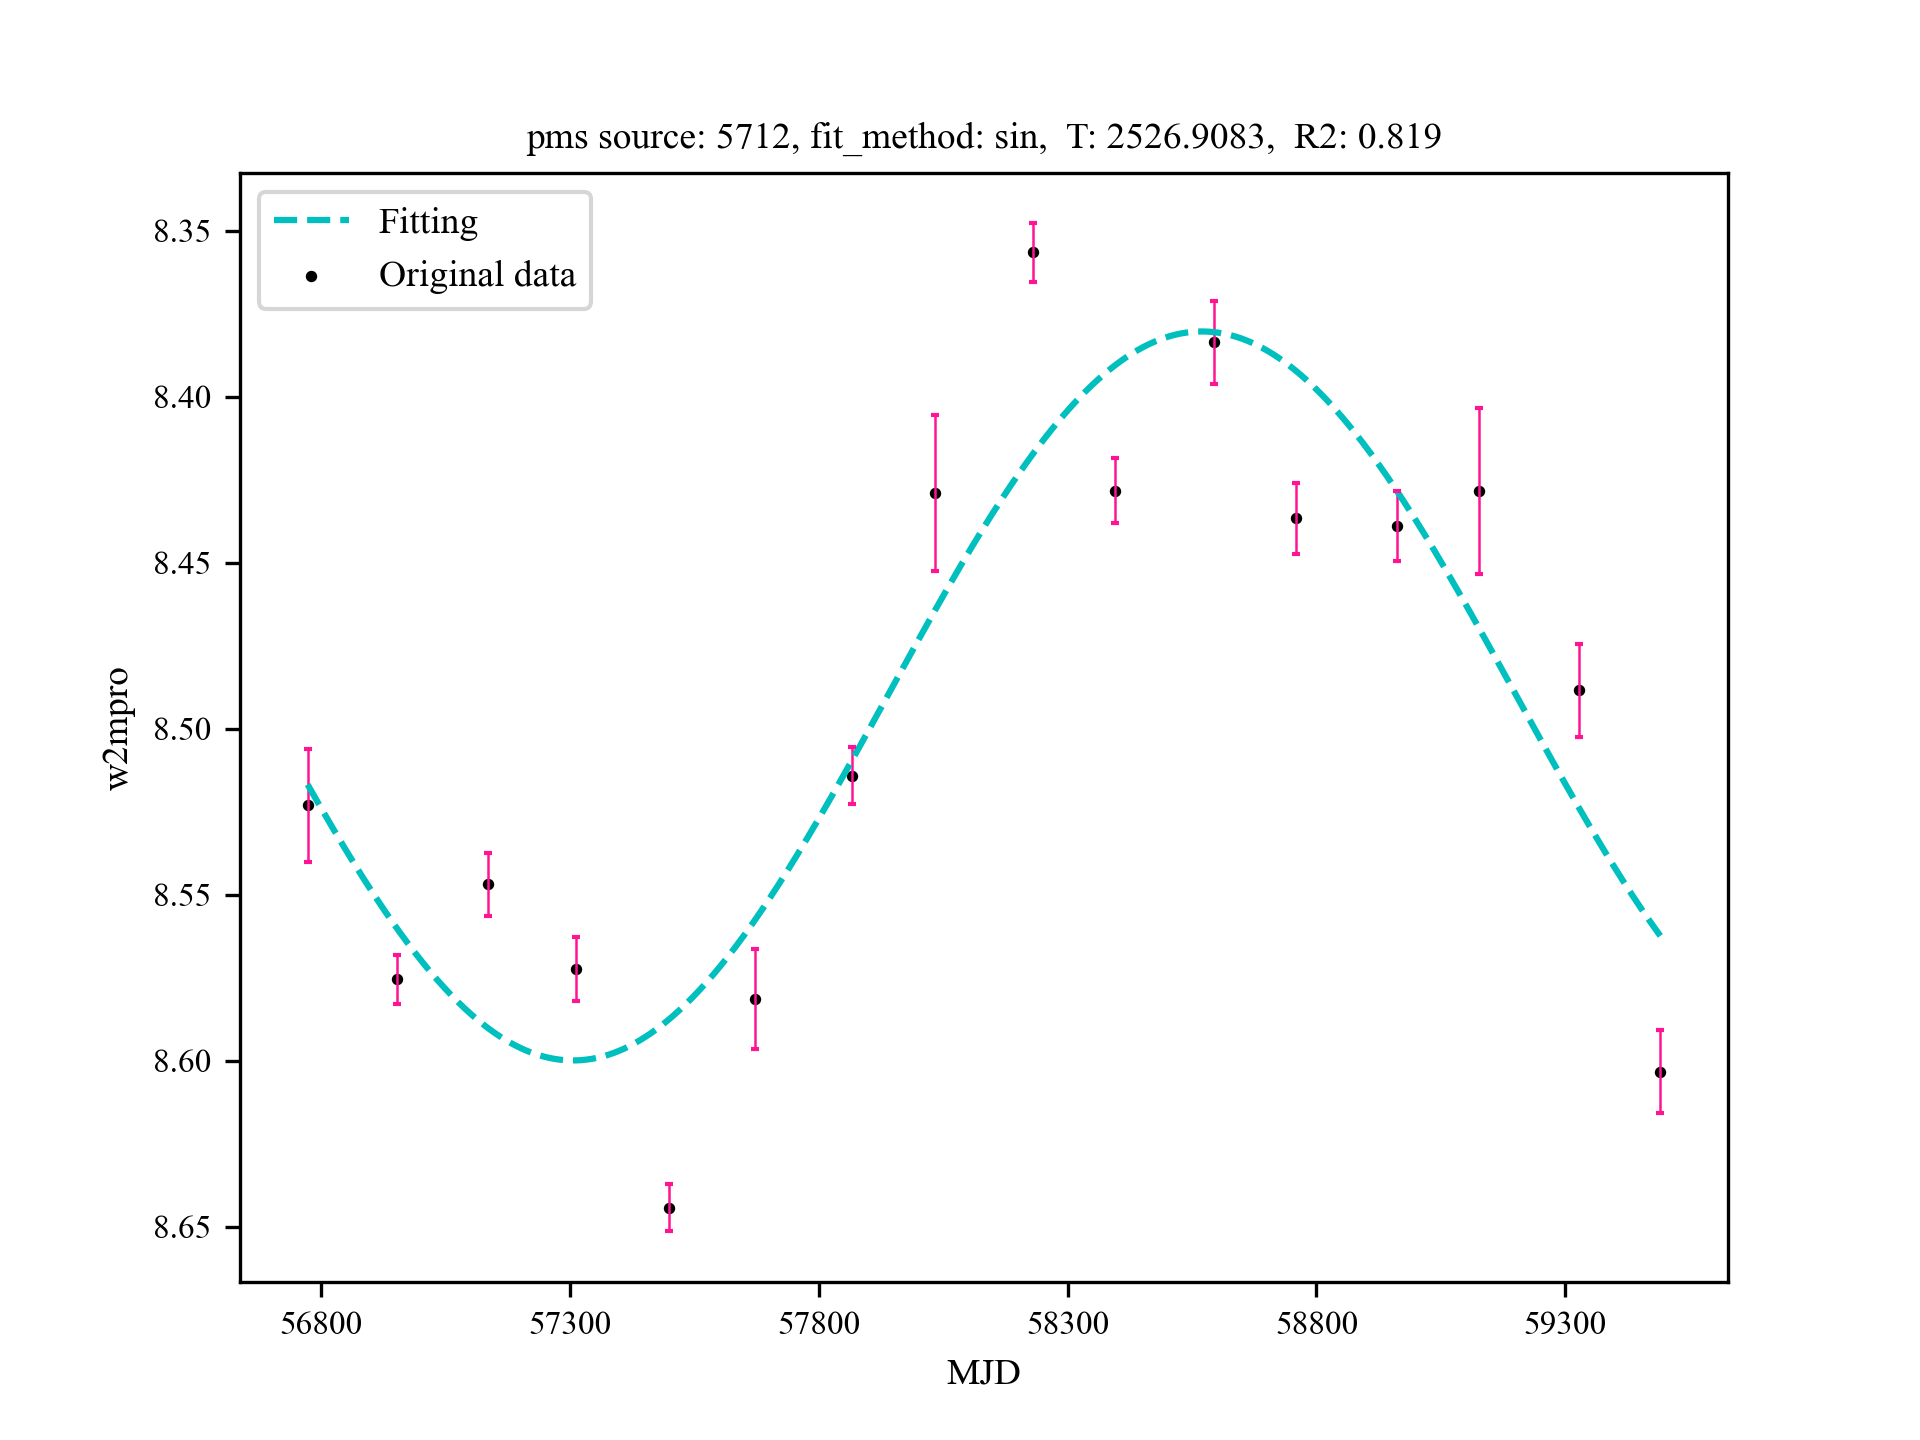 pms source: 5712, fit_method: sin,  T: 2526.9083,  R2: 0.819
Fitting
Original data
8.35
8.40
8.45
8.50
8.55
8.60
8.65
w2mpro
56800
57300
57800
58300
58800
59300
MJD